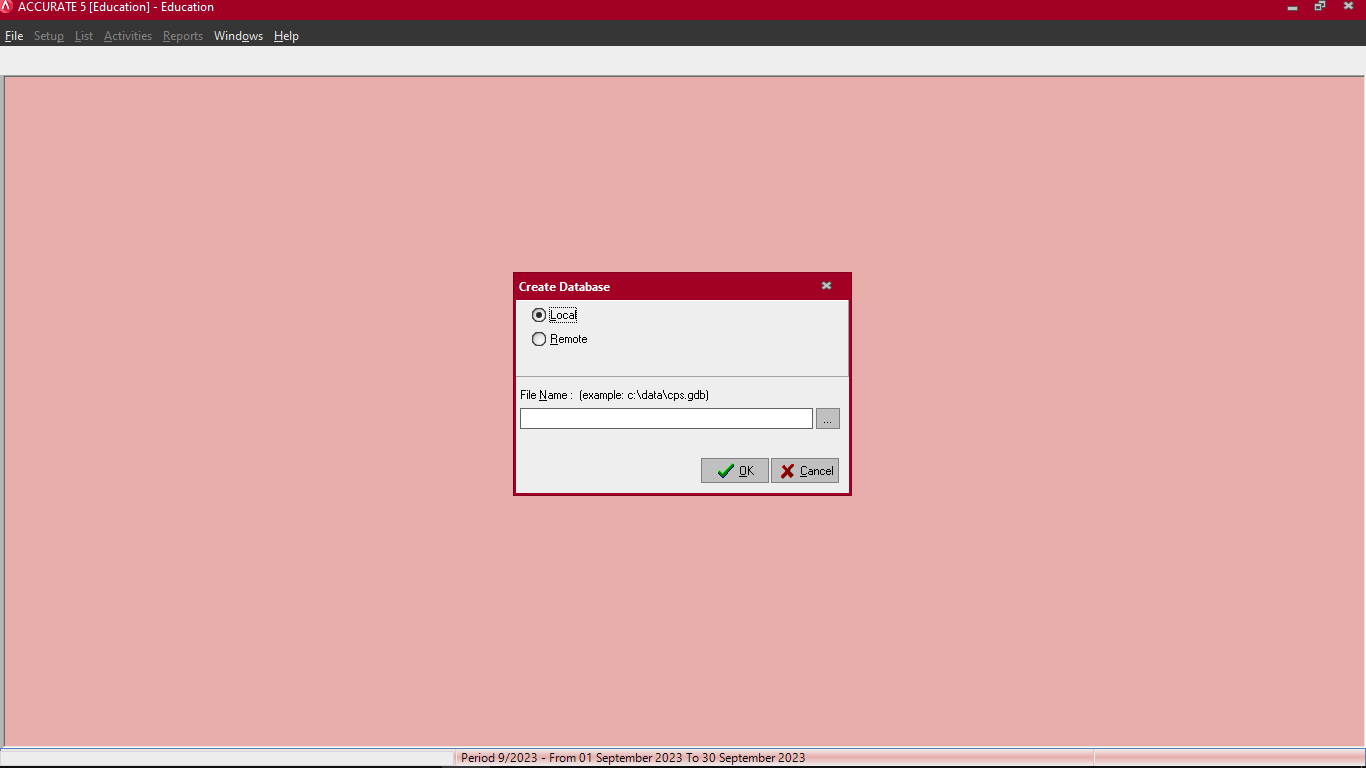 ACCURATE 5 [Education] - Education
File Setup List Activities Reports Windows Help
Create Database
Local
Remote
File Name : (example: c:\data\cps.gdb)
...
OK Cancel
Period 9/2023 - From 01 September 2023 To 30 September 2023